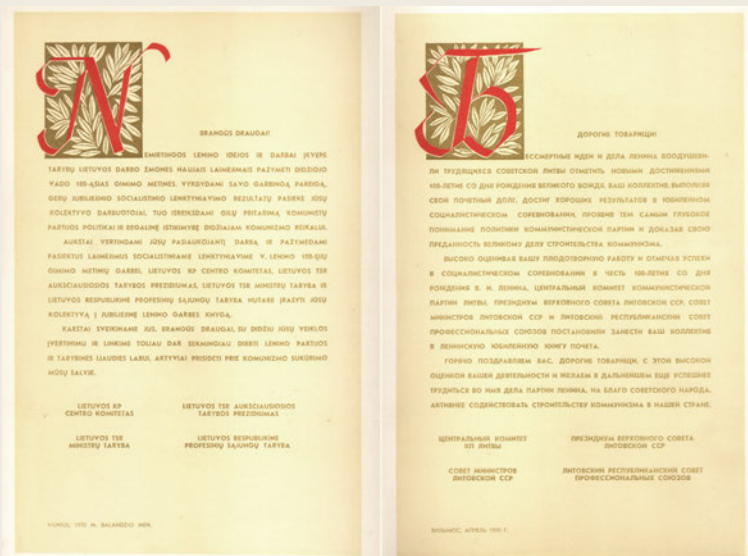 BRANGŪS DRAUGAI!
NEMIRTINGOS LENINO IDĖJOS IR DARBAI ĮKVĖPĖ
TARYBŲ LIETUVOS DARBO ŽMONES NAUJAIS LAIMĖJIMAIS PAŽYMĖTI DIDŽIOJO
VADO 100-ĄSIAS GIMIMO METINES. VYKDYDAMI SAVO GARBINGĄ PAREIGĄ,
GERŲ JUBILIEJINIO SOCIALISTINIO LENKTYNIAVIMO REZULTATŲ PASIEKĖ JŪSŲ
KOLEKTYVO DARBUOTOJAI, TUO IŠREIKŠDAMI GILŲ PRITARIMĄ KOMUNISTŲ
PARTIJOS POLITIKAI IR BEGALINĘ IŠTIKIMYBĘ DIDŽIAJAM KOMUNIZMO REIKALUI.
AUKŠTAI VERTINDAMI JŪSŲ PASIAUKOJANTĮ DARBĄ IR PAŽYMĖDAMI
PASIEKTUS LAIMĖJIMUS SOCIALISTINIAME LENKTYNIAVIME V. LENINO 100-ŲJŲ
GIMIMO METINIŲ GARBEI, LIETUVOS KP CENTRO KOMITETAS, LIETUVOS TSR
AUKŠČIAUSIOSIOS TARYBOS PREZIDIUMAS, LIETUVOS TSR MINISTRŲ TARYBA IR
LIETUVOS RESPUBLIKINĖ PROFESINIŲ SĄJUNGŲ TARYBA NUTARĖ ĮRAŠYTI JŪSŲ
KOLEKTYVĄ Į JUBILIEJINĘ LENINO GARBĖS KNYGĄ.
KARŠTAI SVEIKINAME JUS, BRANGŪS DRAUGAI, SU DIDŽIU JŪSŲ VEIKLOS
ĮVERTINIMU IR LINKIME TOLIAU DAR SĖKMINGIAU DIRBTI LENINO PARTIJOS
IR TARYBINĖS LIAUDIES LABUI, AKTYVIAI PRISIDĖTI PRIE KOMUNIZMO SUKŪRIMO
MŪSŲ ŠALYJE.
LIETUVOS KP
CENTRO KOMITETAS
LIETUVOS TSR AUKŠČIAUSIOSIOS
TARYBOS PREZIDIUMAS
LIETUVOS TSR
MINISTRŲ TARYBA
LIETUVOS RESPUBLIKINĖ
PROFESINIŲ SĄJUNGŲ TARYBA
VILNIUS, 1970 M. BALANDŽIO MĖN.
ДОРОГИЕ ТОВАРИЩИ!
БЕССМЕРТНЫЕ ИДЕИ И ДЕЛА ЛЕНИНА ВООДУШЕВИ-
ЛИ ТРУДЯЩИХСЯ СОВЕТСКОЙ ЛИТВЫ ОТМЕТИТЬ НОВЫМИ ДОСТИЖЕНИЯМИ
100-ЛЕТИЕ СО ДНЯ РОЖДЕНИЯ ВЕЛИКОГО ВОЖДЯ. ВАШ КОЛЛЕКТИВ, ВЫПОЛНЯЯ
СВОЙ ПОЧЕТНЫЙ ДОЛГ, ДОСТИГ ХОРОШИХ РЕЗУЛЬТАТОВ В ЮБИЛЕЙНОМ
СОЦИАЛИСТИЧЕСКОМ СОРЕВНОВАНИИ, ПРОЯВИВ ТЕМ САМЫМ ГЛУБОКОЕ
ПОНИМАНИЕ ПОЛИТИКИ КОММУНИСТИЧЕСКОЙ ПАРТИИ И ДОКАЗАВ СВОЮ
ПРЕДАННОСТЬ ВЕЛИКОМУ ДЕЛУ СТРОИТЕЛЬСТВА КОММУНИЗМА.
ВЫСОКО ОЦЕНИВАЯ ВАШУ ПЛОДОТВОРНУЮ РАБОТУ И ОТМЕЧАЯ УСПЕХИ
В СОЦИАЛИСТИЧЕСКОМ СОРЕВНОВАНИИ В ЧЕСТЬ 100-ЛЕТИЯ СО ДНЯ
РОЖДЕНИЯ В. И. ЛЕНИНА, ЦЕНТРАЛЬНЫЙ КОМИТЕТ КОММУНИСТИЧЕСКОЙ
ПАРТИИ ЛИТВЫ, ПРЕЗИДИУМ ВЕРХОВНОГО СОВЕТА ЛИТОВСКОЙ ССР, СОВЕТ
МИНИСТРОВ ЛИТОВСКОЙ ССР И ЛИТОВСКИЙ РЕСПУБЛИКАНСКИЙ СОВЕТ
ПРОФЕССИОНАЛЬНЫХ СОЮЗОВ ПОСТАНОВИЛИ ЗАНЕСТИ ВАШ КОЛЛЕКТИВ
В ЛЕНИНСКУЮ ЮБИЛЕЙНУЮ КНИГУ ПОЧЕТА.
ГОРЯЧО ПОЗДРАВЛЯЕМ ВАС, ДОРОГИЕ ТОВАРИЩИ, С ЭТОЙ ВЫСОКОЙ
ОЦЕНКОЙ ВАШЕЙ ДЕЯТЕЛЬНОСТИ И ЖЕЛАЕМ В ДАЛЬНЕЙШЕМ ЕЩЕ УСПЕШНЕЕ
ТРУДИТЬСЯ ВО ИМЯ ДЕЛА ПАРТИИ ЛЕНИНА, НА БЛАГО СОВЕТСКОГО НАРОДА,
АКТИВНЕЕ СОДЕЙСТВОВАТЬ СТРОИТЕЛЬСТВУ КОММУНИЗМА В НАШЕЙ СТРАНЕ.
ЦЕНТРАЛЬНЫЙ КОМИТЕТ
КП ЛИТВЫ
ПРЕЗИДИУМ ВЕРХОВНОГО СОВЕТА
ЛИТОВСКОЙ ССР
СОВЕТ МИНИСТРОВ
ЛИТОВСКОЙ ССР
ЛИТОВСКИЙ РЕСПУБЛИКАНСКИЙ СОВЕТ
ПРОФЕССИОНАЛЬНЫХ СОЮЗОВ
ВИЛЬНЮС, АПРЕЛЬ 1970 Г.